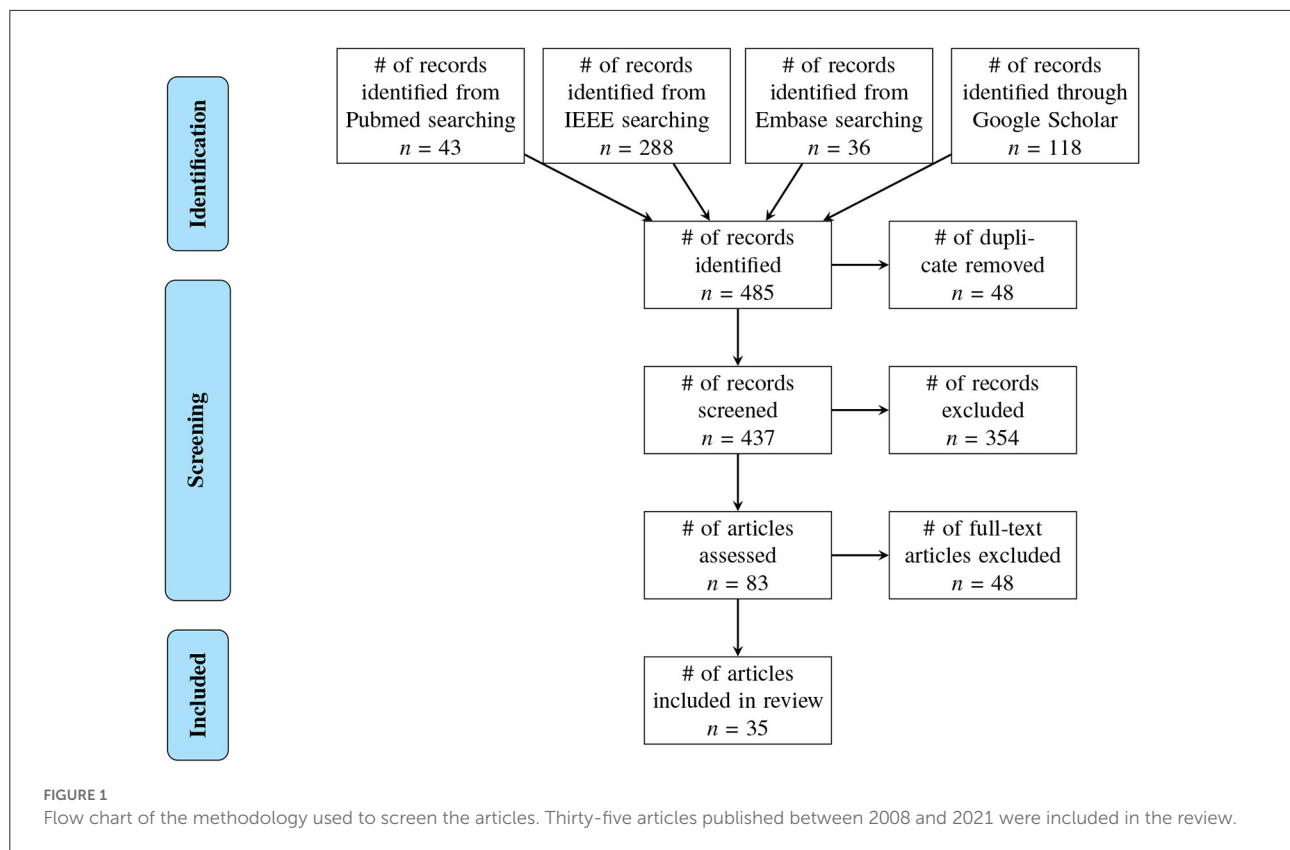 Identification
# of records
identified from
Pubmed searching
n = 43
# of records
identified from
IEEE searching
n = 288
# of records
identified from
Embase searching
n = 36
# of records
identified through
Google Scholar
n = 118
# of records
identified
n = 485
# of dupli-
cate removed
n = 48
Screening
# of records
screened
n = 437
# of records
excluded
n = 354
# of articles
assessed
n = 83
# of full-text
articles excluded
n = 48
Included
# of articles
included in review
n = 35
FIGURE 1
Flow chart of the methodology used to screen the articles. Thirty-five articles published between 2008 and 2021 were included in the review.